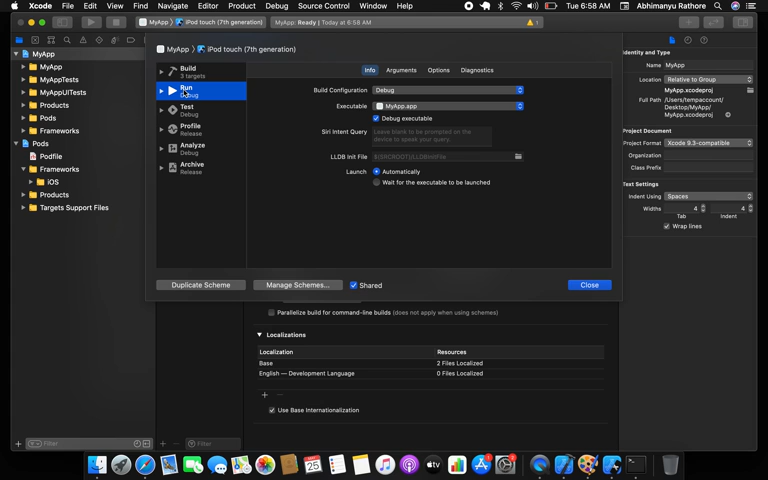 Xcode File Edit View Find Navigate Editor Product Debug Source Control Window Help Tue 6:58 AM Abhimanyu Rathore
MyApp iPod touch (7th generation) MyApp: Ready | Today at 6:58 AM 1
MyApp
MyApp
MyAppTests
MyAppUITests
Products
Pods
Frameworks
Pods
Podfile
Frameworks
iOS
Products
Targets Support Files
Filter
Filter
MyApp iPod touch (7th generation)
Build
3 targets
Run
Debug
Test
Debug
Profile
Release
Analyze
Debug
Archive
Release
Info Arguments Options Diagnostics
Build Configuration Debug
Executable MyApp.app
Debug executable
Siri Intent Query Leave blank to be prompted on the
device to speak your query.
LLDB Init File $(SRCROOT)/LLDBInitFile
Launch Automatically
Wait for the executable to be launched
Duplicate Scheme Manage Schemes... Shared Close
Parallelize build for command-line builds (does not apply when using schemes)
Localizations
Localization Resources
Base 2 Files Localized
English — Development Language 0 Files Localized
Use Base Internationalization
Identity and Type
Name MyApp
Location Relative to Group
MyApp.xcodeproj
Full Path /Users/tempaccount/
Desktop/MyApp/
MyApp.xcodeproj
Project Document
Project Format Xcode 9.3-compatible
Organization
Class Prefix
Text Settings
Indent Using Spaces
Widths 4 4
Tab Indent
Wrap lines